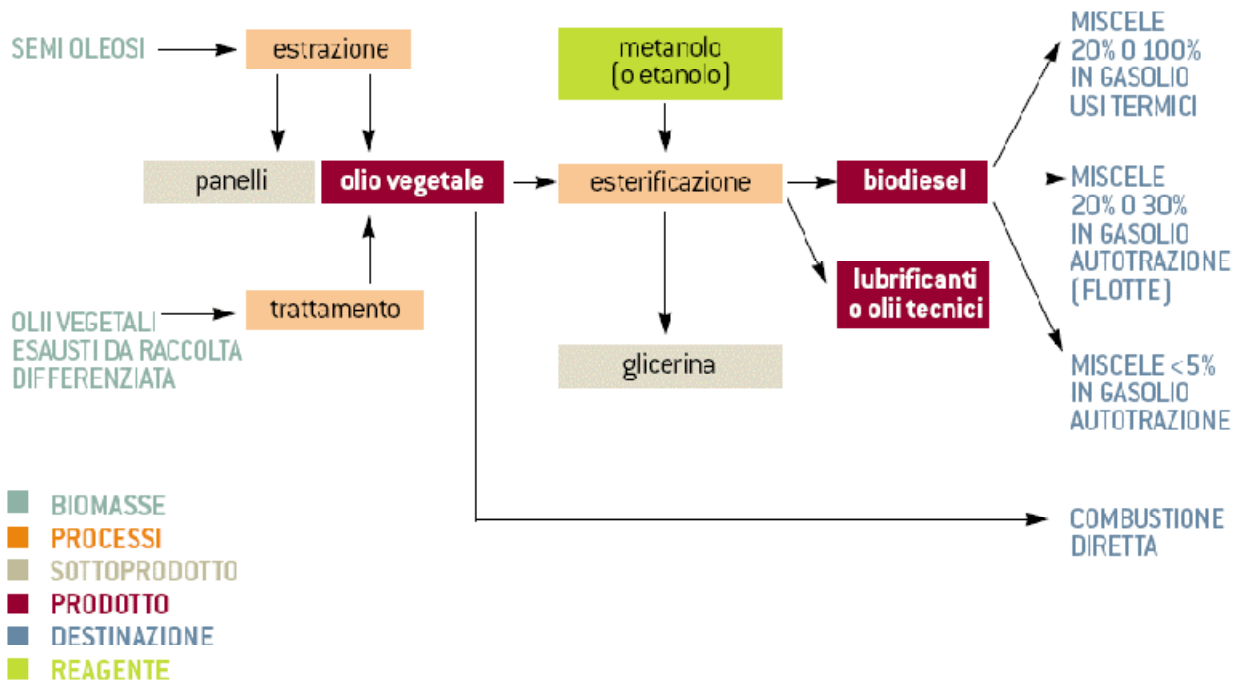 SEMI OLEOSI
estrazione
metanolo
(o etanolo)
MISCELE
20% O 100%
IN GASOLIO
USI TERMICI
panelli
olio vegetale
esterificazione
biodiesel
MISCELE
20% O 30%
IN GASOLIO
AUTOTRAZIONE
(FLOTTE)
lubrificanti
o olii tecnici
trattamento
OLII VEGETALI
ESAUSTI DA RACCOLTA
DIFFERENZIATA
glicerina
MISCELE <5%
IN GASOLIO
AUTOTRAZIONE
COMBUSTIONE
DIRETTA
BIOMASSE
PROCESSI
SOTTOPRODOTTO
PRODOTTO
DESTINAZIONE
REAGENTE